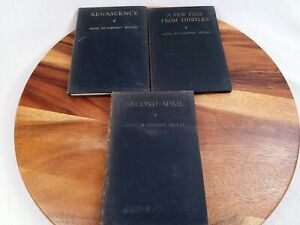 RENASCENCE
EDNA ST. VINCENT MILLAY
A FEW FIGS
FROM THISTLES
EDNA ST. VINCENT MILLAY
SECOND APRIL
EDNA ST. VINCENT MILLAY